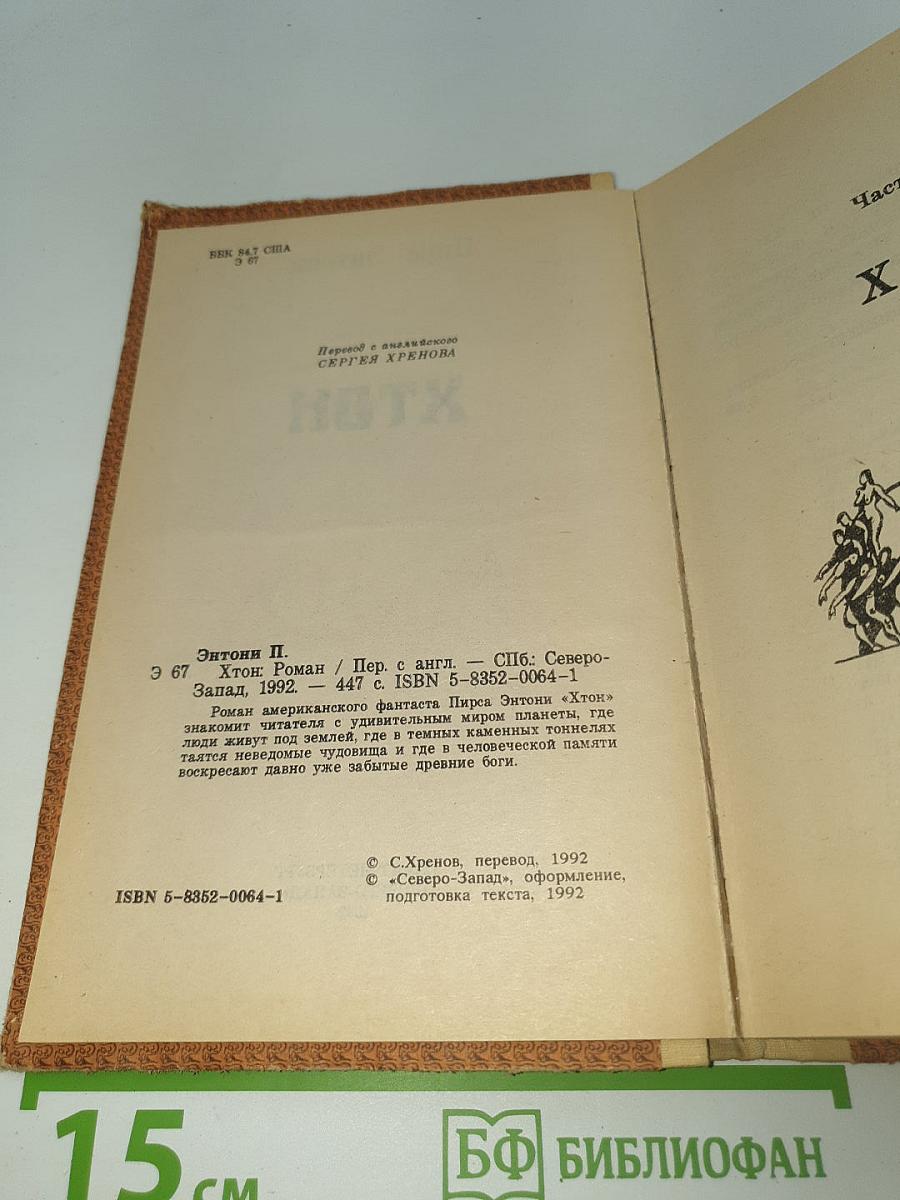 ББК 84.7 США
Э 67
Перевод с английского
СЕРГЕЯ ХРЕНОВА
ХТОН
Энтони П.
Э 67 Хтон: Роман / Пер. с англ. — СПб.: Северо-
Запад, 1992. — 447 с. ISBN 5-8352-0064-1
Роман американского фантаста Пирса Энтони «Хтон»
знакомит читателя с удивительным миром планеты, где
люди живут под землей, где в темных каменных тоннелях
таятся неведомые чудовища и где в человеческой памяти
воскресают давно уже забытые древние боги.
© С.Хренов, перевод, 1992
© «Северо-Запад», оформление,
подготовка текста, 1992
ISBN 5-8352-0064-1
Част
Х
15 см
БФ БИБЛИОФАН